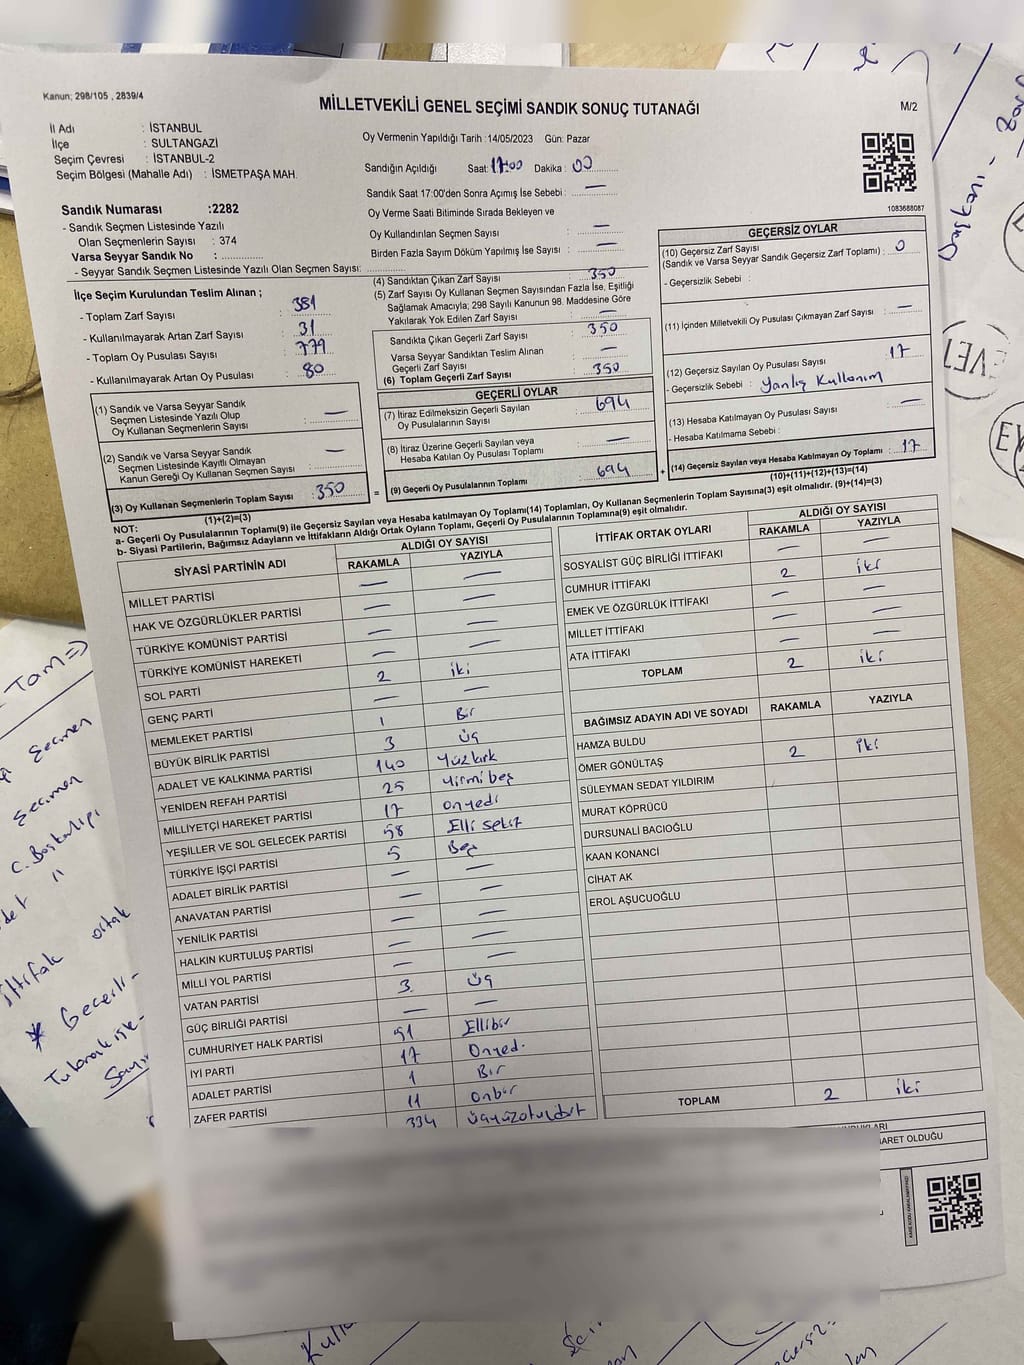 Kanun; 298/105 , 2839/4
MİLLETVEKİLİ GENEL SEÇİMİ SANDIK SONUÇ TUTANAĞI
M/2
İl Adı : İSTANBUL
İlçe : SULTANGAZİ
Seçim Çevresi : İSTANBUL-2
Seçim Bölgesi (Mahalle Adı) : İSMETPAŞA MAH.
Oy Vermenin Yapıldığı Tarih :14/05/2023 Gün: Pazar
Sandığın Açıldığı Saat: 17:00 Dakika : 00
Sandık Saat 17:00'den Sonra Açımış İse Sebebi : —
Oy Verme Saati Bitiminde Sırada Bekleyen ve
Oy Kullandırılan Seçmen Sayısı : —
Birden Fazla Sayım Döküm Yapılmış İse Sayısı : —
1083688087
Sandık Numarası :2282
- Sandık Seçmen Listesinde Yazılı
Olan Seçmenlerin Sayısı : 374
Varsa Seyyar Sandık No :
- Seyyar Sandık Seçmen Listesinde Yazılı Olan Seçmen Sayısı:
İlçe Seçim Kurulundan Teslim Alınan ;
- Toplam Zarf Sayısı : 381
- Kullanılmayarak Artan Zarf Sayısı : 31
- Toplam Oy Pusulası Sayısı : 779
- Kullanılmayarak Artan Oy Pusulası : 80
(1) Sandık ve Varsa Seyyar Sandık
Seçmen Listesinde Yazılı Olup
Oy Kullanan Seçmenlerin Sayısı : —
(2) Sandık ve Varsa Seyyar Sandık
Seçmen Listesinde Kayıtlı Olmayan
Kanun Gereği Oy Kullanan Seçmen Sayısı : —
(3) Oy Kullanan Seçmenlerin Toplam Sayısı : 350
(1)+(2)=(3)
(4) Sandıktan Çıkan Zarf Sayısı : 350
(5) Zarf Sayısı Oy Kullanan Seçmen Sayısından Fazla İse, Eşitliği
Sağlamak Amacıyla; 298 Sayılı Kanunun 98. Maddesine Göre
Yakılarak Yok Edilen Zarf Sayısı : —
Sandıkta Çıkan Geçerli Zarf Sayısı : 350
Varsa Seyyar Sandıktan Teslim Alınan
Geçerli Zarf Sayısı : —
(6) Toplam Geçerli Zarf Sayısı : 350
GEÇERLİ OYLAR
(7) İtiraz Edilmeksizin Geçerli Sayılan
Oy Pusulalarının Sayısı : 694
(8) İtiraz Üzerine Geçerli Sayılan veya
Hesaba Katılan Oy Pusulası Toplamı : —
= (9) Geçerli Oy Pusulalarının Toplamı : 694 +
GEÇERSİZ OYLAR
(10) Geçersiz Zarf Sayısı
(Sandık ve Varsa Seyyar Sandık Geçersiz Zarf Toplamı) : 0
- Geçersizlik Sebebi :
(11) İçinden Milletvekili Oy Pusulası Çıkmayan Zarf Sayısı : —
(12) Geçersiz Sayılan Oy Pusulası Sayısı : 17
- Geçersizlik Sebebi : Yanlış Kullanım
(13) Hesaba Katılmayan Oy Pusulası Sayısı : —
- Hesaba Katılmama Sebebi :
(14) Geçersiz Sayılan veya Hesaba Katılmayan Oy Toplamı : 17
(10)+(11)+(12)+(13)=(14)
NOT:
a- Geçerli Oy Pusulalarının Toplamı(9) ile Geçersiz Sayılan veya Hesaba katılmayan Oy Toplamı(14) Toplamları, Oy Kullanan Seçmenlerin Toplam Sayısına(3) eşit olmalıdır. (9)+(14)=(3)
b- Siyasi Partilerin, Bağımsız Adayların ve İttifakların Aldığı Ortak Oyların Toplamı, Geçerli Oy Pusulalarının Toplamına(9) eşit olmalıdır.
SİYASİ PARTİNİN ADI ALDIĞI OY SAYISI
RAKAMLA YAZIYLA
MİLLET PARTİSİ — —
HAK VE ÖZGÜRLÜKLER PARTİSİ — —
TÜRKİYE KOMÜNİST PARTİSİ — —
TÜRKİYE KOMÜNİST HAREKETİ — —
SOL PARTİ 2 iki
GENÇ PARTİ — —
MEMLEKET PARTİSİ 1 Bir
BÜYÜK BİRLİK PARTİSİ 3 üç
ADALET VE KALKINMA PARTİSİ 140 Yüzkırk
YENİDEN REFAH PARTİSİ 25 Yirmi beş
MİLLİYETÇİ HAREKET PARTİSİ 17 onyedi
YEŞİLLER VE SOL GELECEK PARTİSİ 58 Elli sekiz
TÜRKİYE İŞÇİ PARTİSİ 5 Beş
ADALET BİRLİK PARTİSİ — —
ANAVATAN PARTİSİ — —
YENİLİK PARTİSİ — —
HALKIN KURTULUŞ PARTİSİ — —
MİLLİ YOL PARTİSİ — —
VATAN PARTİSİ 3 üç
GÜÇ BİRLİĞİ PARTİSİ — —
CUMHURİYET HALK PARTİSİ 51 Ellibir
İYİ PARTİ 17 Onyedi
ADALET PARTİSİ 1 Bir
ZAFER PARTİSİ 11 onbir
334 üçyüzotuzdört
İTTİFAK ORTAK OYLARI ALDIĞI OY SAYISI
RAKAMLA YAZIYLA
SOSYALİST GÜÇ BİRLİĞİ İTTİFAKI — —
CUMHUR İTTİFAKI 2 iki
EMEK VE ÖZGÜRLÜK İTTİFAKI — —
MİLLET İTTİFAKI — —
ATA İTTİFAKI — —
TOPLAM 2 iki
BAĞIMSIZ ADAYIN ADI VE SOYADI RAKAMLA YAZIYLA
HAMZA BULDU
ÖMER GÖNÜLTAŞ 2 iki
SÜLEYMAN SEDAT YILDIRIM
MURAT KÖPRÜCÜ
DURSUNALİ BACIOĞLU
KAAN KONANCİ
CİHAT AK
EROL AŞUCUOĞLU
TOPLAM 2 iki
ARET OLDUĞU
Tam =>
seçmen
seçmen
C. Başkanlığı
ittifak ortak
* Geçerli-
Başkanı -
EVET